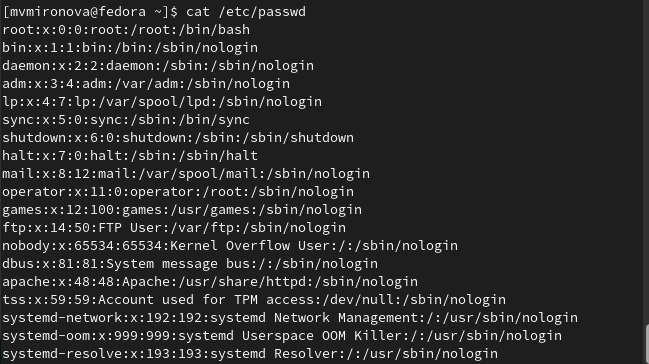 [mvmironova@fedora ~]$ cat /etc/passwd
root:x:0:0:root:/root:/bin/bash
bin:x:1:1:bin:/bin:/sbin/nologin
daemon:x:2:2:daemon:/sbin:/sbin/nologin
adm:x:3:4:adm:/var/adm:/sbin/nologin
lp:x:4:7:lp:/var/spool/lpd:/sbin/nologin
sync:x:5:0:sync:/sbin:/bin/sync
shutdown:x:6:0:shutdown:/sbin:/sbin/shutdown
halt:x:7:0:halt:/sbin:/sbin/halt
mail:x:8:12:mail:/var/spool/mail:/sbin/nologin
operator:x:11:0:operator:/root:/sbin/nologin
games:x:12:100:games:/usr/games:/sbin/nologin
ftp:x:14:50:FTP User:/var/ftp:/sbin/nologin
nobody:x:65534:65534:Kernel Overflow User:/:/sbin/nologin
dbus:x:81:81:System message bus:/:/sbin/nologin
apache:x:48:48:Apache:/usr/share/httpd:/sbin/nologin
tss:x:59:59:Account used for TPM access:/dev/null:/sbin/nologin
systemd-network:x:192:192:systemd Network Management:/:/usr/sbin/nologin
systemd-oom:x:999:999:systemd Userspace OOM Killer:/:/usr/sbin/nologin
systemd-resolve:x:193:193:systemd Resolver:/:/usr/sbin/nologin